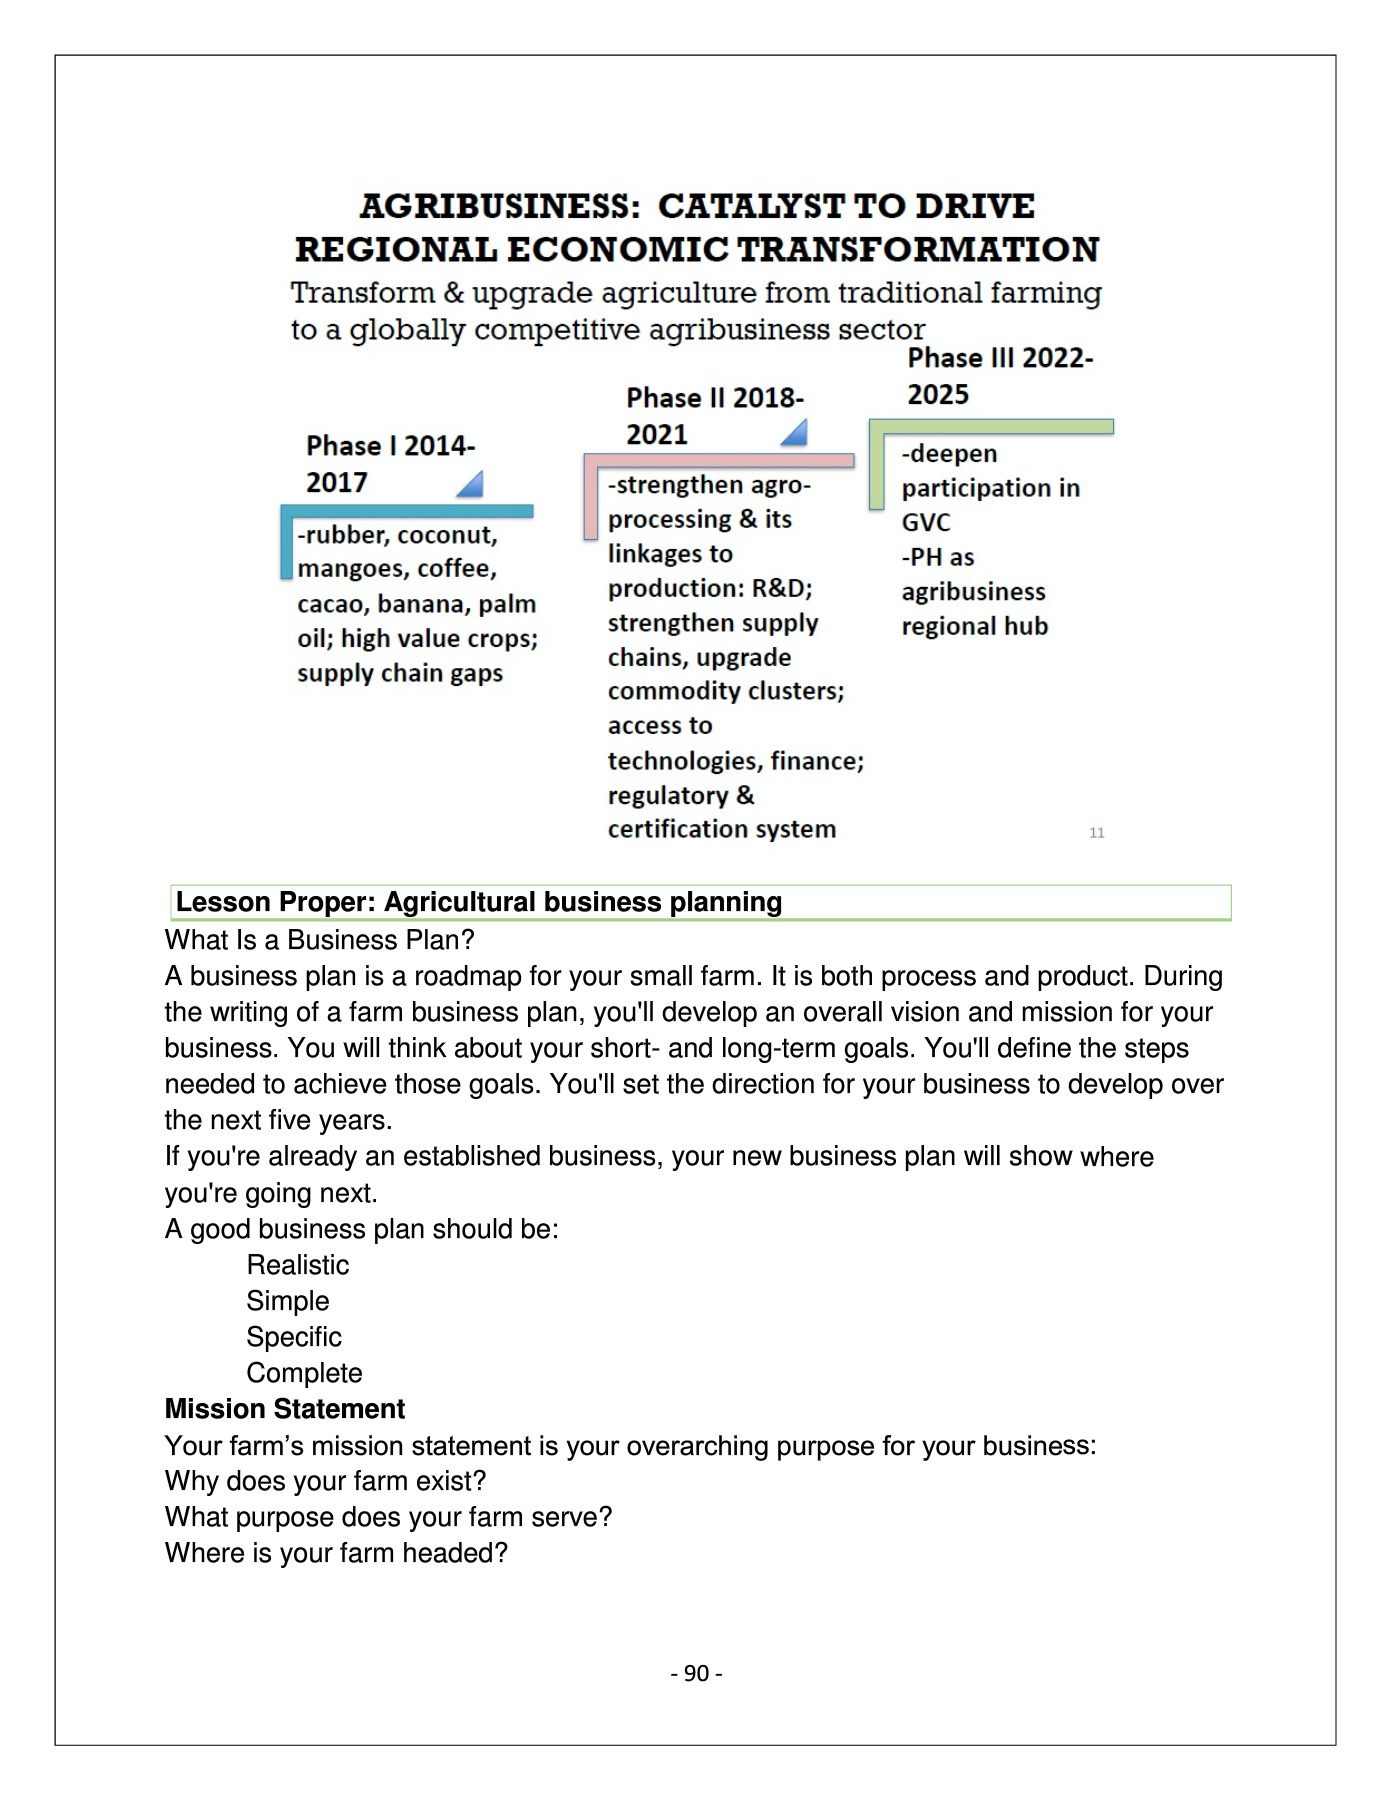 AGRIBUSINESS: CATALYST TO DRIVE
REGIONAL ECONOMIC TRANSFORMATION
Transform & upgrade agriculture from traditional farming
to a globally competitive agribusiness sector
Phase I 2014-
2017
-rubber, coconut,
mangoes, coffee,
cacao, banana, palm
oil; high value crops;
supply chain gaps
Phase II 2018-
2021
-strengthen agro-
processing & its
linkages to
production: R&D;
strengthen supply
chains, upgrade
commodity clusters;
access to
technologies, finance;
regulatory &
certification system
Phase III 2022-
2025
-deepen
participation in
GVC
-PH as
agribusiness
regional hub
11
Lesson Proper: Agricultural business planning
What Is a Business Plan?
A business plan is a roadmap for your small farm. It is both process and product. During
the writing of a farm business plan, you'll develop an overall vision and mission for your
business. You will think about your short- and long-term goals. You'll define the steps
needed to achieve those goals. You'll set the direction for your business to develop over
the next five years.
If you're already an established business, your new business plan will show where
you're going next.
A good business plan should be:
Realistic
Simple
Specific
Complete
Mission Statement
Your farm’s mission statement is your overarching purpose for your business:
Why does your farm exist?
What purpose does your farm serve?
Where is your farm headed?
- 90 -